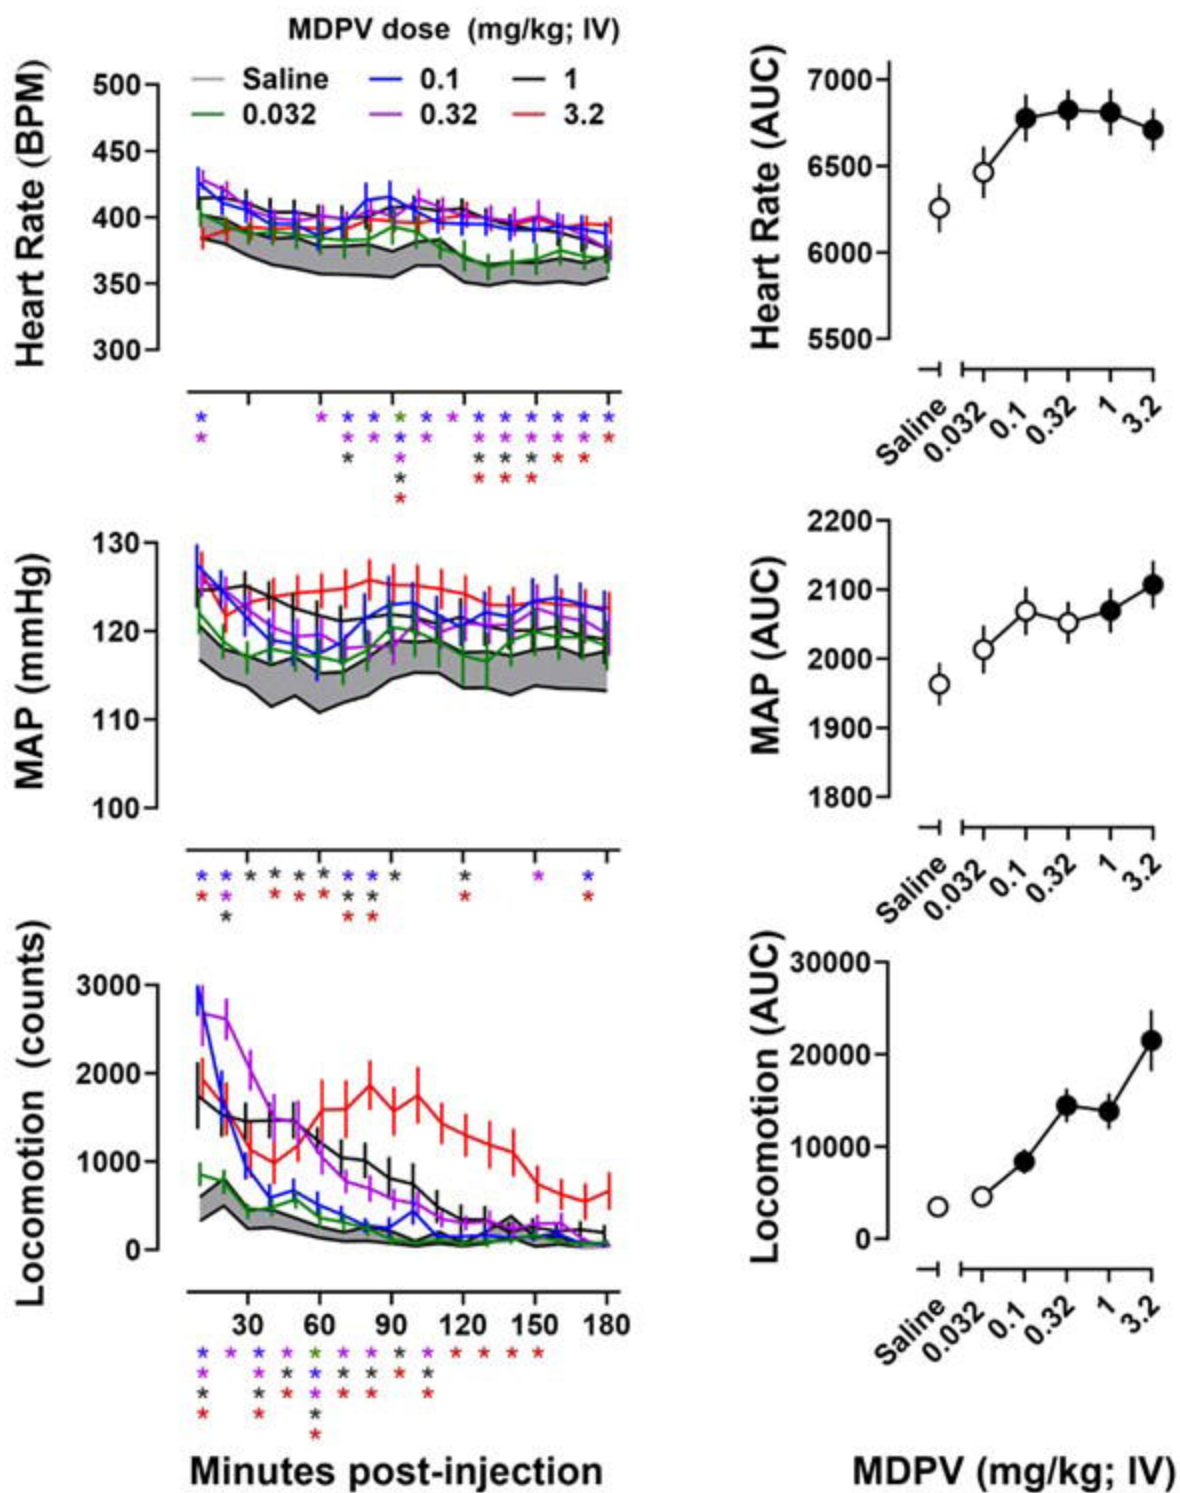 MDPV dose (mg/kg; IV)
Saline 0.1 1
0.032 0.32 3.2
Heart Rate (BPM)
500
450
400
350
300
* * * * * * * * * * * * *
* * * * * * * * * * *
* * * * * * *
* * * *
*
Heart Rate (AUC)
7000
6500
6000
5500
Saline 0.032 0.1 0.32 1 3.2
MAP (mmHg)
130
120
110
100
* * * * * * * * * * * *
* * * * * * * * *
* * *
MAP (AUC)
2200
2100
2000
1900
1800
Saline 0.032 0.1 0.32 1 3.2
Locomotion (counts)
3000
2000
1000
0
30 60 90 120 150 180
* * * * * * * * * * * * *
* * * * * * * *
* * * * * * *
* * *
*
Minutes post-injection
Locomotion (AUC)
30000
20000
10000
0
Saline 0.032 0.1 0.32 1 3.2
MDPV (mg/kg; IV)